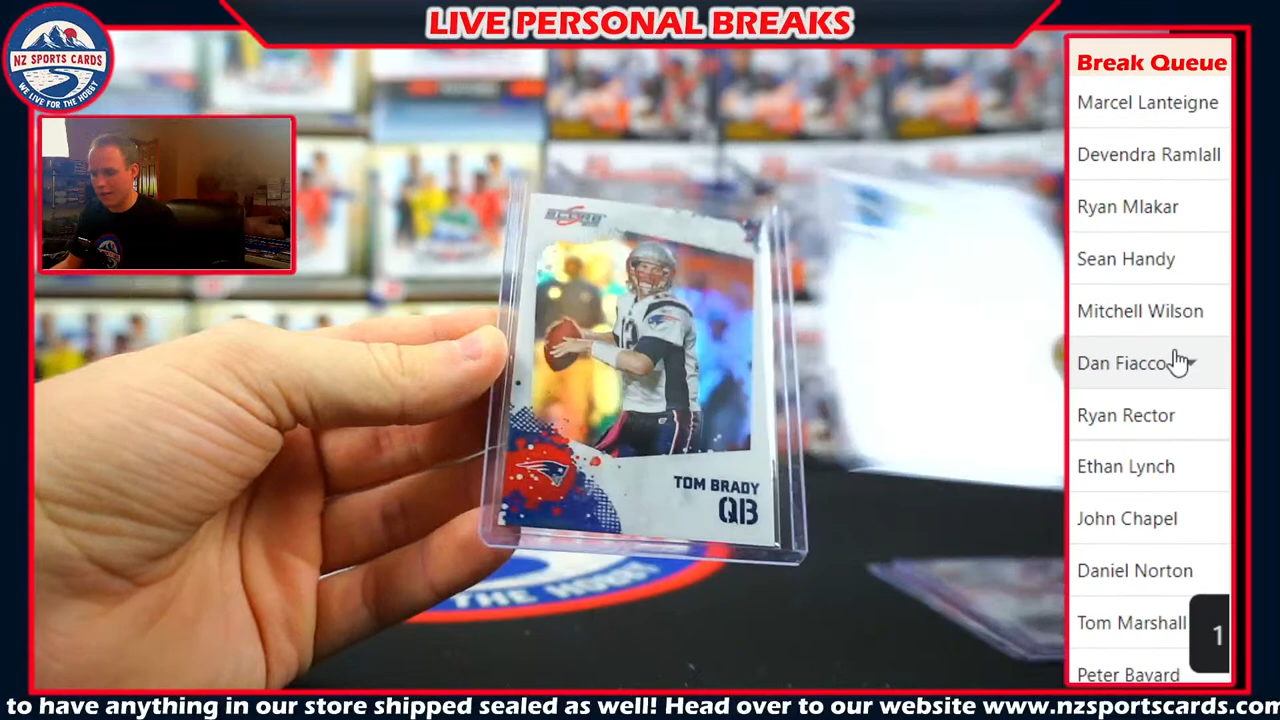 LIVE PERSONAL BREAKS
NZ SPORTS CARDS
WE LIVE FOR THE HOBBY
Break Queue
Marcel Lanteigne
Devendra Ramlall
Ryan Mlakar
Sean Handy
Mitchell Wilson
Dan Fiacco
Ryan Rector
Ethan Lynch
John Chapel
Daniel Norton
Tom Marshall
1
Peter Bavard
SCORE
TOM BRADY
QB
THE HOBBY
to have anything in our store shipped sealed as well! Head over to our website www.nzsportscards.com